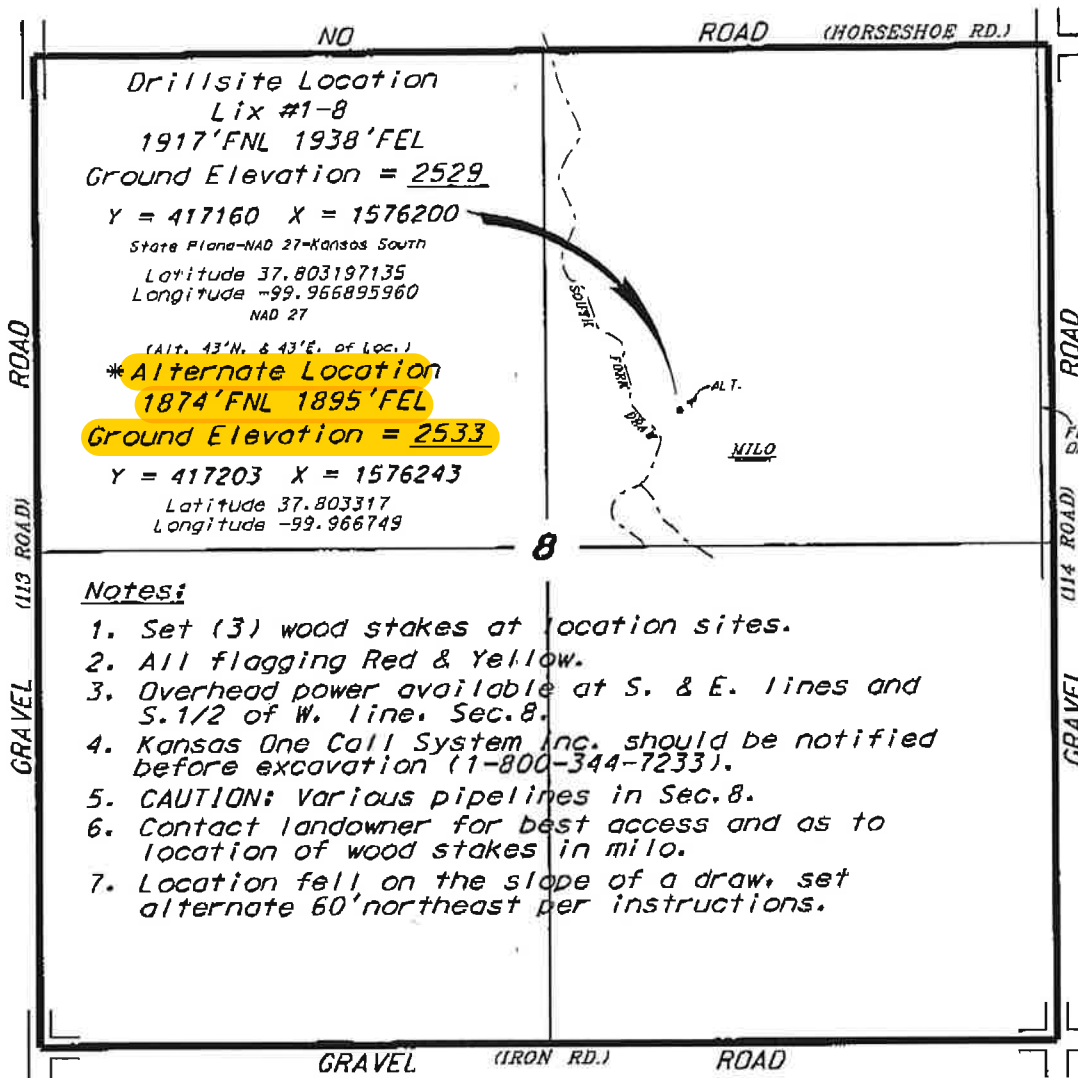 NO ROAD (HORSESHOE RD.)
Drillsite Location
Lix #1-8
1917'FNL 1938'FEL
Ground Elevation = 2529
Y = 417160 X = 1576200
State Plane-NAD 27-Kansas South
Latitude 37.803197135
Longitude -99.966895960
NAD 27
(Alt. 43'N. & 43'E. of Loc.)
*Alternate Location
1874'FNL 1895'FEL
Ground Elevation = 2533
Y = 417203 X = 1576243
Latitude 37.803317
Longitude -99.966749
SOUTH
FORK
DRAW
ALT.
MILO
8
GRAVEL (113 ROAD) ROAD
GRAVEL (114 ROAD) ROAD
Notes:
1. Set (3) wood stakes at location sites.
2. All flagging Red & Yellow.
3. Overhead power available at S. & E. lines and
S.1/2 of W. line. Sec.8.
4. Kansas One Call System Inc. should be notified
before excavation (1-800-344-7233).
5. CAUTION: Various pipelines in Sec.8.
6. Contact landowner for best access and as to
location of wood stakes in milo.
7. Location fell on the slope of a draw, set
alternate 60'northeast per instructions.
GRAVEL (IRON RD.) ROAD